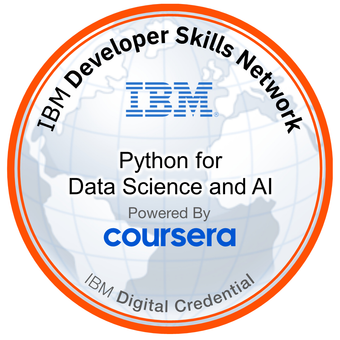 IBM Developer Skills Network
IBM
Python for
Data Science and AI
Powered By
coursera
IBM Digital Credential